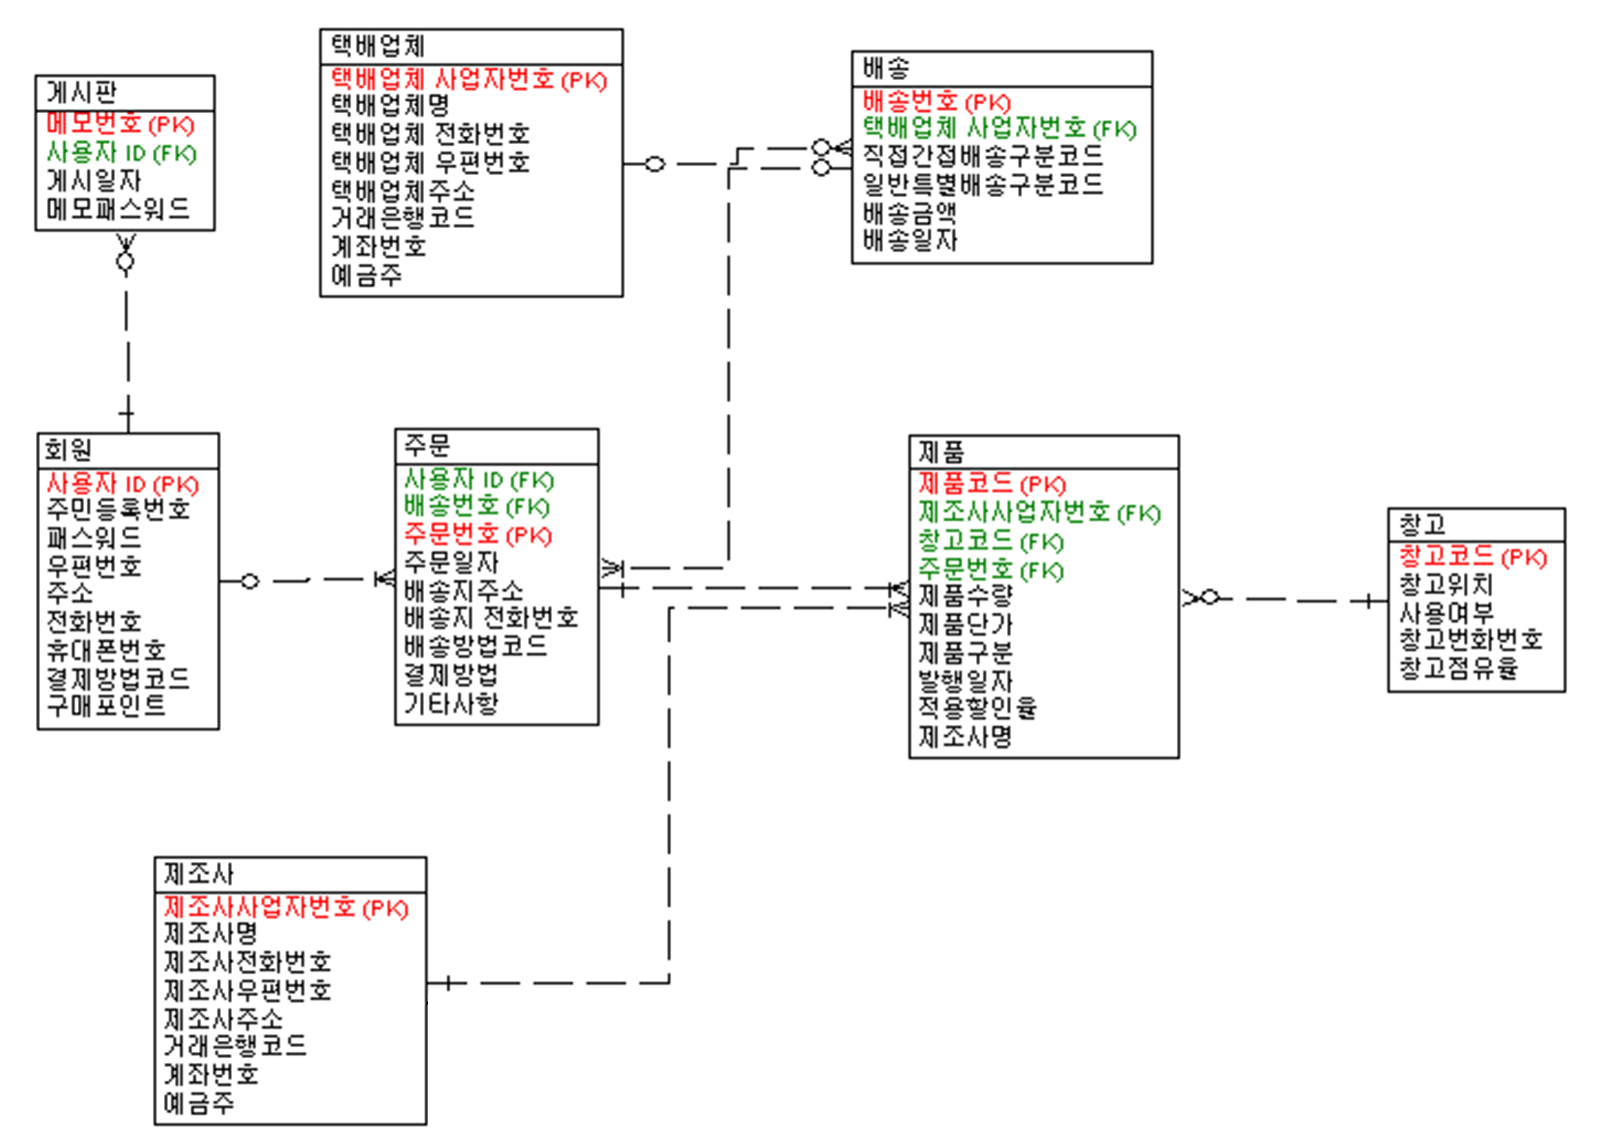 게시판
메모번호 (PK)
사용자 ID (FK)
게시일자
메모패스워드
택배업체
택배업체 사업자번호 (PK)
택배업체명
택배업체 전화번호
택배업체 우편번호
택배업체주소
거래은행코드
계좌번호
예금주
배송
배송번호 (PK)
택배업체 사업자번호 (FK)
직접간접배송구분코드
일반특별배송구분코드
배송금액
배송일자
회원
사용자 ID (PK)
주민등록번호
패스워드
우편번호
주소
전화번호
휴대폰번호
결제방법코드
구매포인트
주문
사용자 ID (FK)
배송번호 (FK)
주문번호 (PK)
주문일자
배송지주소
배송지 전화번호
배송방법코드
결제방법
기타사항
제품
제품코드 (PK)
제조사사업자번호 (FK)
창고코드 (FK)
주문번호 (FK)
제품수량
제품단가
제품구분
발행일자
적용할인율
제조사명
창고
창고코드 (PK)
창고위치
사용여부
창고번화번호
창고점유율
제조사
제조사사업자번호 (PK)
제조사명
제조사전화번호
제조사우편번호
제조사주소
거래은행코드
계좌번호
예금주